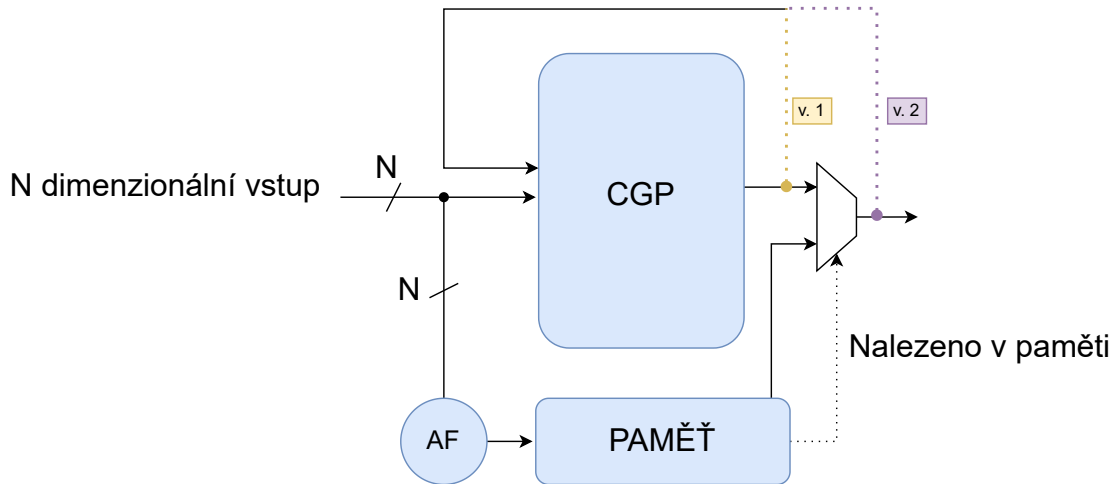 v. 1
v. 2
N
N dimenzionální vstup
CGP
N
Nalezeno v paměti
AF
PAMĚŤ